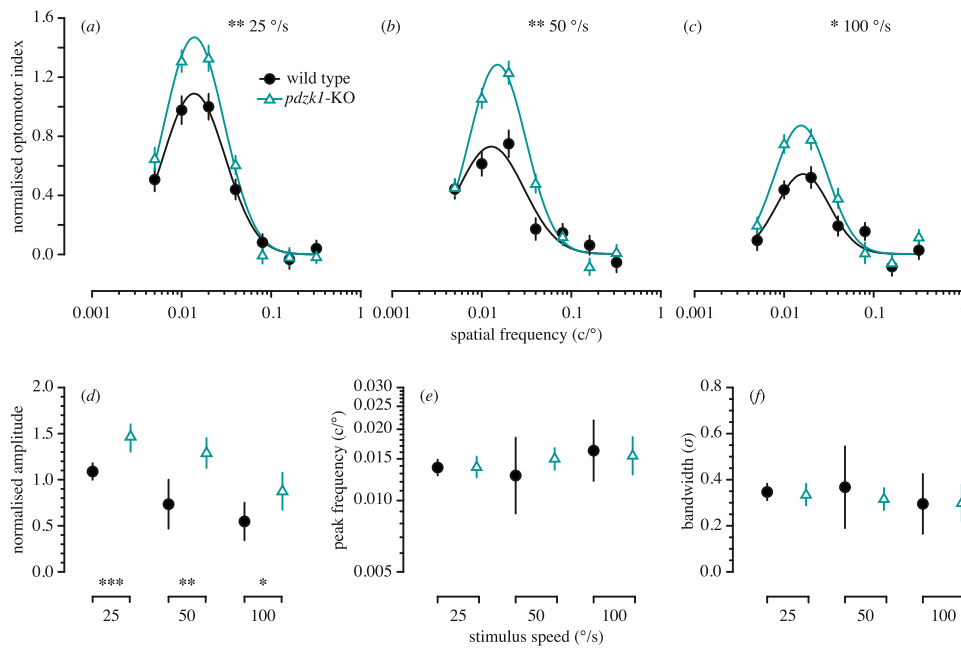 (a) ** 25 °/s
(b) ** 50 °/s
(c) * 100 °/s
wild type
pdzk1-KO
normalised optomotor index
1.6
1.2
0.8
0.4
0.0
0.001 0.01 0.1 1
0.001 0.01 0.1 1
0.001 0.01 0.1
spatial frequency (c/°)
(d)
normalised amplitude
2.0
1.5
1.0
0.5
0.0
*** ** *
25 50 100
(e)
peak frequency (c/°)
0.030
0.025
0.020
0.015
0.010
0.005
25 50 100
stimulus speed (°/s)
(f)
bandwidth (σ)
0.8
0.6
0.4
0.2
0
25 50 100